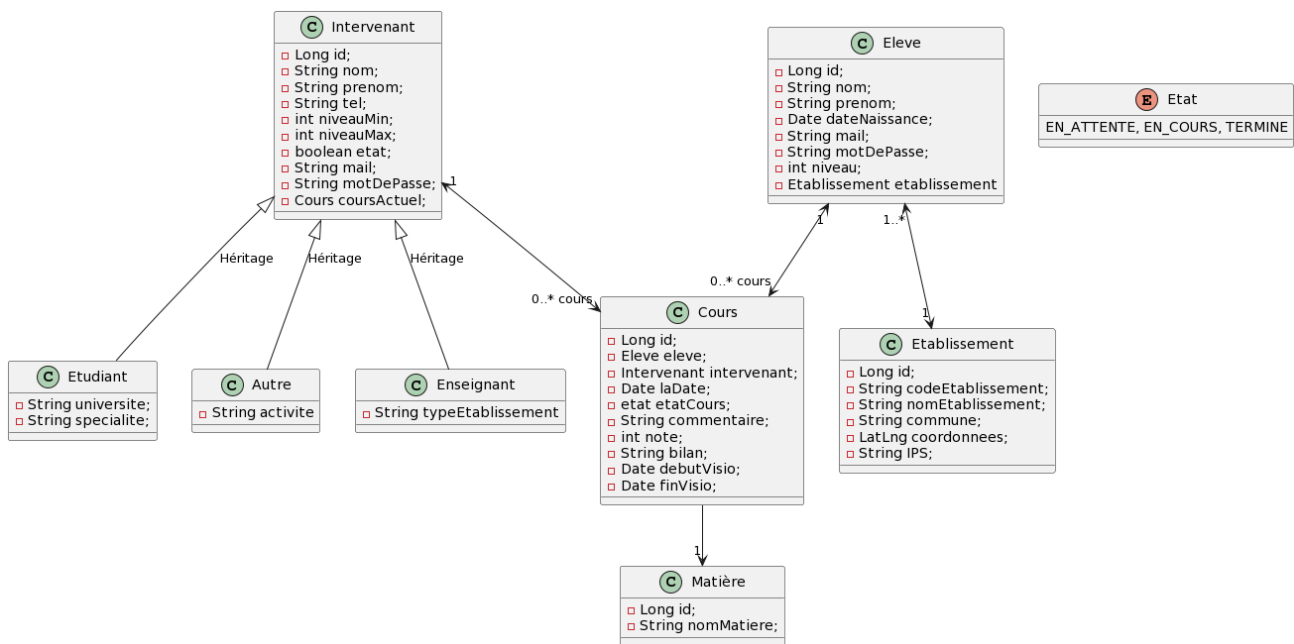 C Intervenant
Long id;
String nom;
String prenom;
String tel;
int niveauMin;
int niveauMax;
boolean etat;
String mail;
String motDePasse;
Cours coursActuel;
C Eleve
Long id;
String nom;
String prenom;
Date dateNaissance;
String mail;
String motDePasse;
int niveau;
Etablissement etablissement
E Etat
EN_ATTENTE, EN_COURS, TERMINE
1
1
1..*
Héritage
Héritage
Héritage
0..* cours
0..* cours
1
C Etudiant
String universite;
String specialite;
C Autre
String activite
C Enseignant
String typeEtablissement
C Cours
Long id;
Eleve eleve;
Intervenant intervenant;
Date laDate;
etat etatCours;
String commentaire;
int note;
String bilan;
Date debutVisio;
Date finVisio;
C Etablissement
Long id;
String codeEtablissement;
String nomEtablissement;
String commune;
LatLng coordonnees;
String IPS;
1
C Matière
Long id;
String nomMatiere;